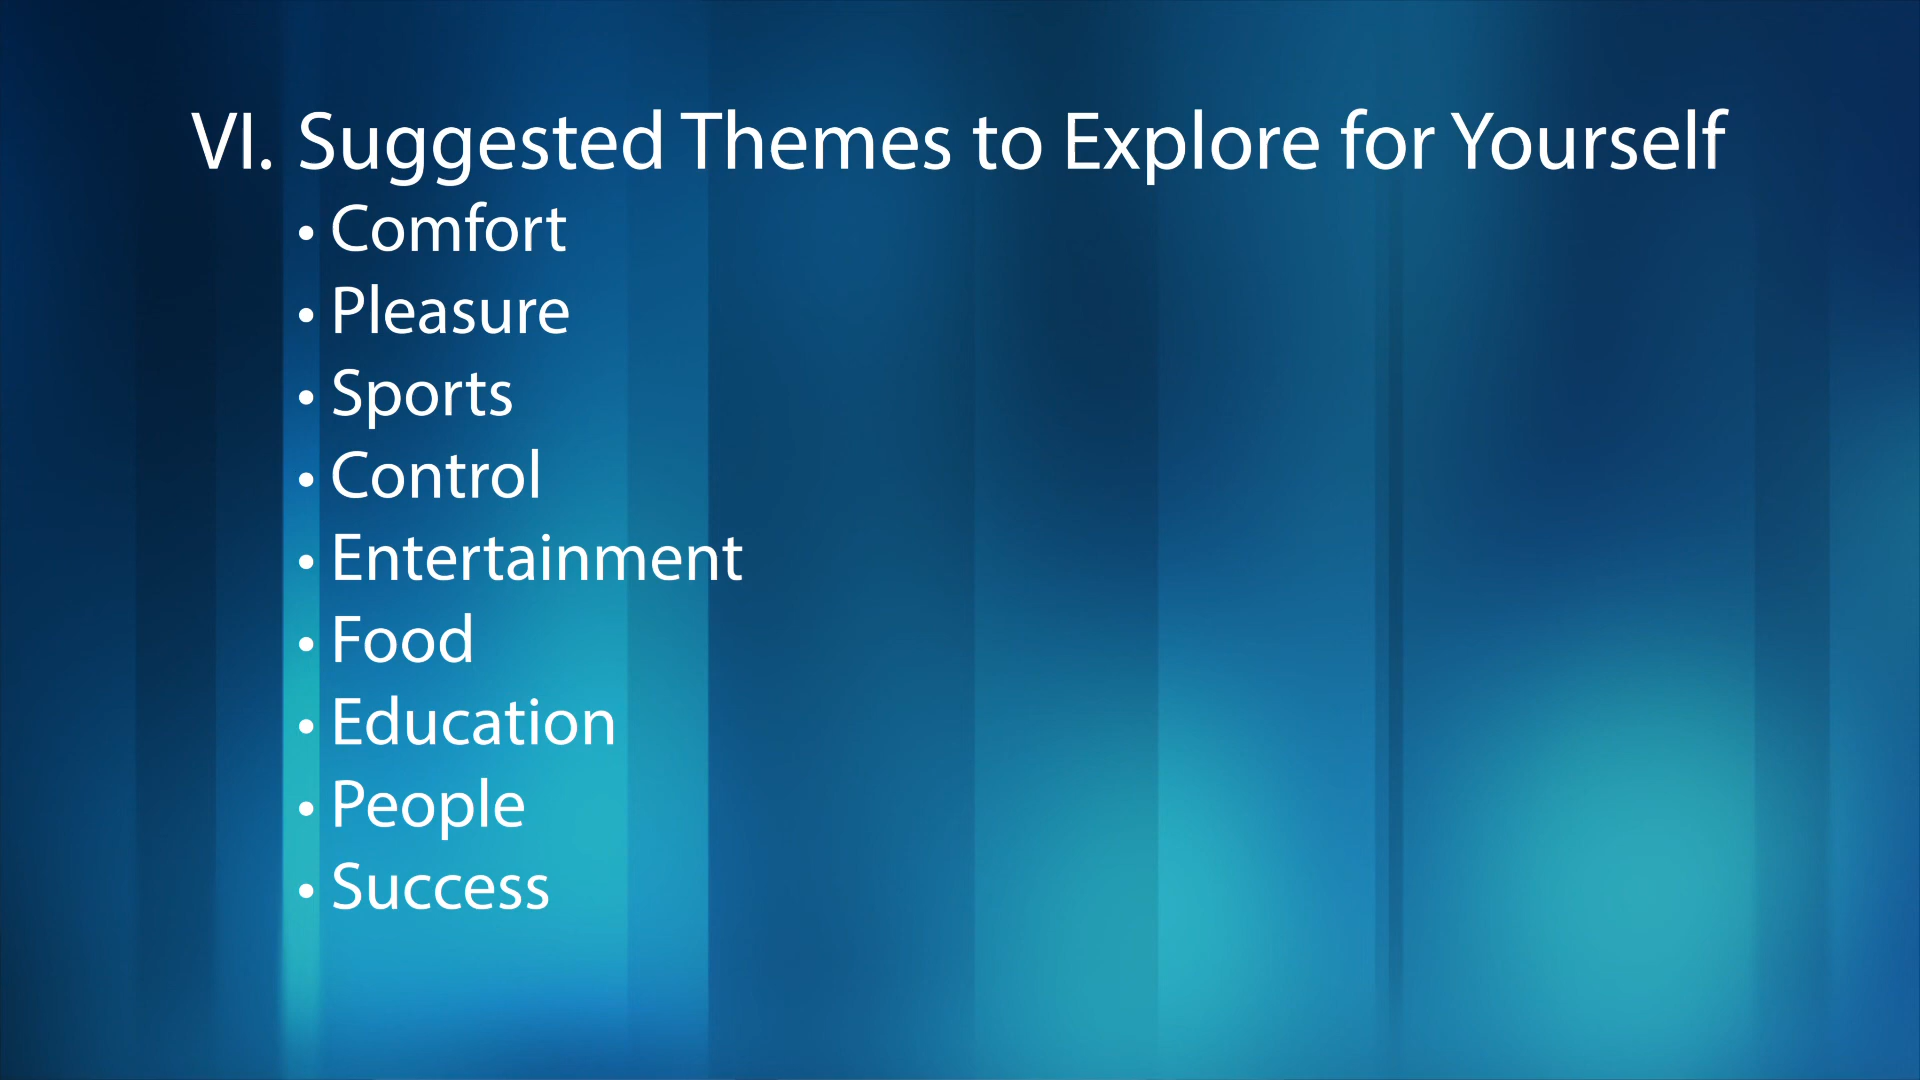 VI. Suggested Themes to Explore for Yourself
• Comfort
• Pleasure
• Sports
• Control
• Entertainment
• Food
• Education
• People
• Success